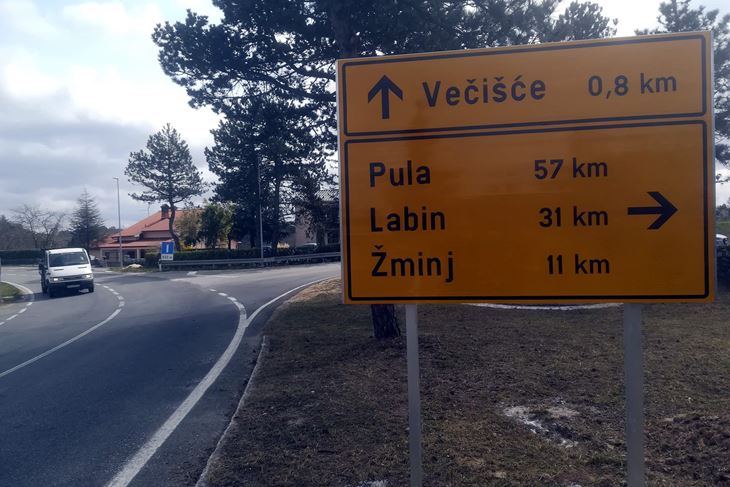 Večišće 0,8 km
Pula 57 km
Labin 31 km
Žminj 11 km